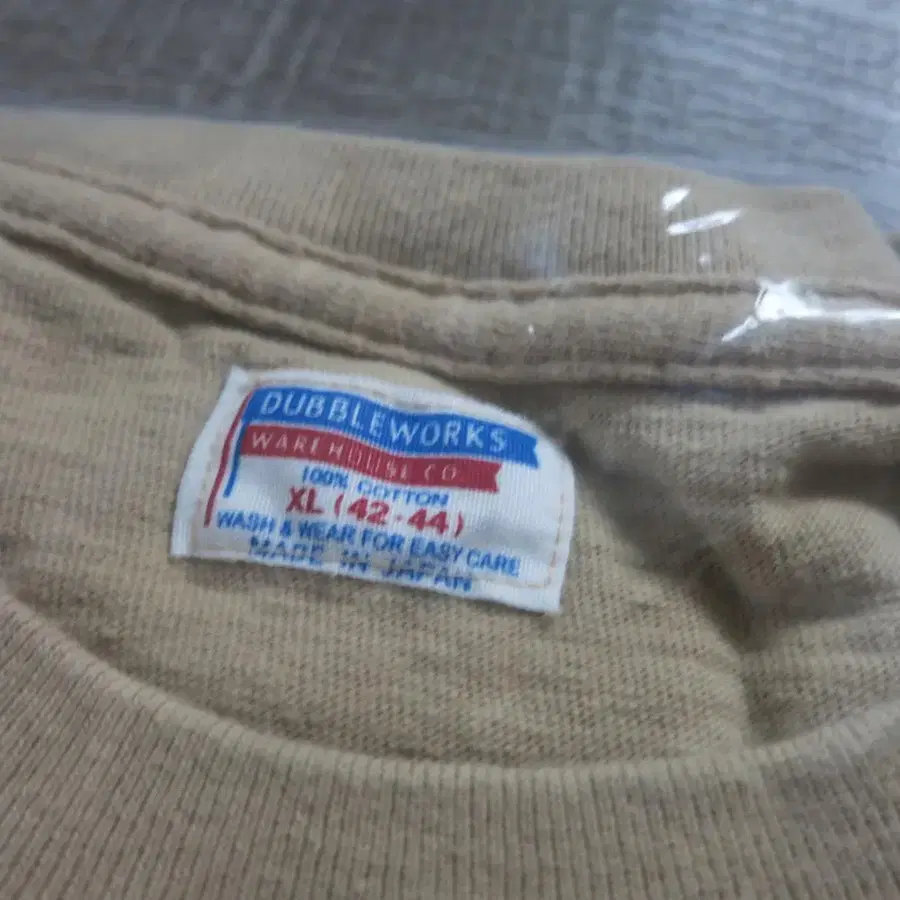 DUBBLEWORKS
WAREHOUSE CO.
100% COTTON
XL (42-44)
WASH & WEAR FOR EASY CARE
MADE IN JAPAN